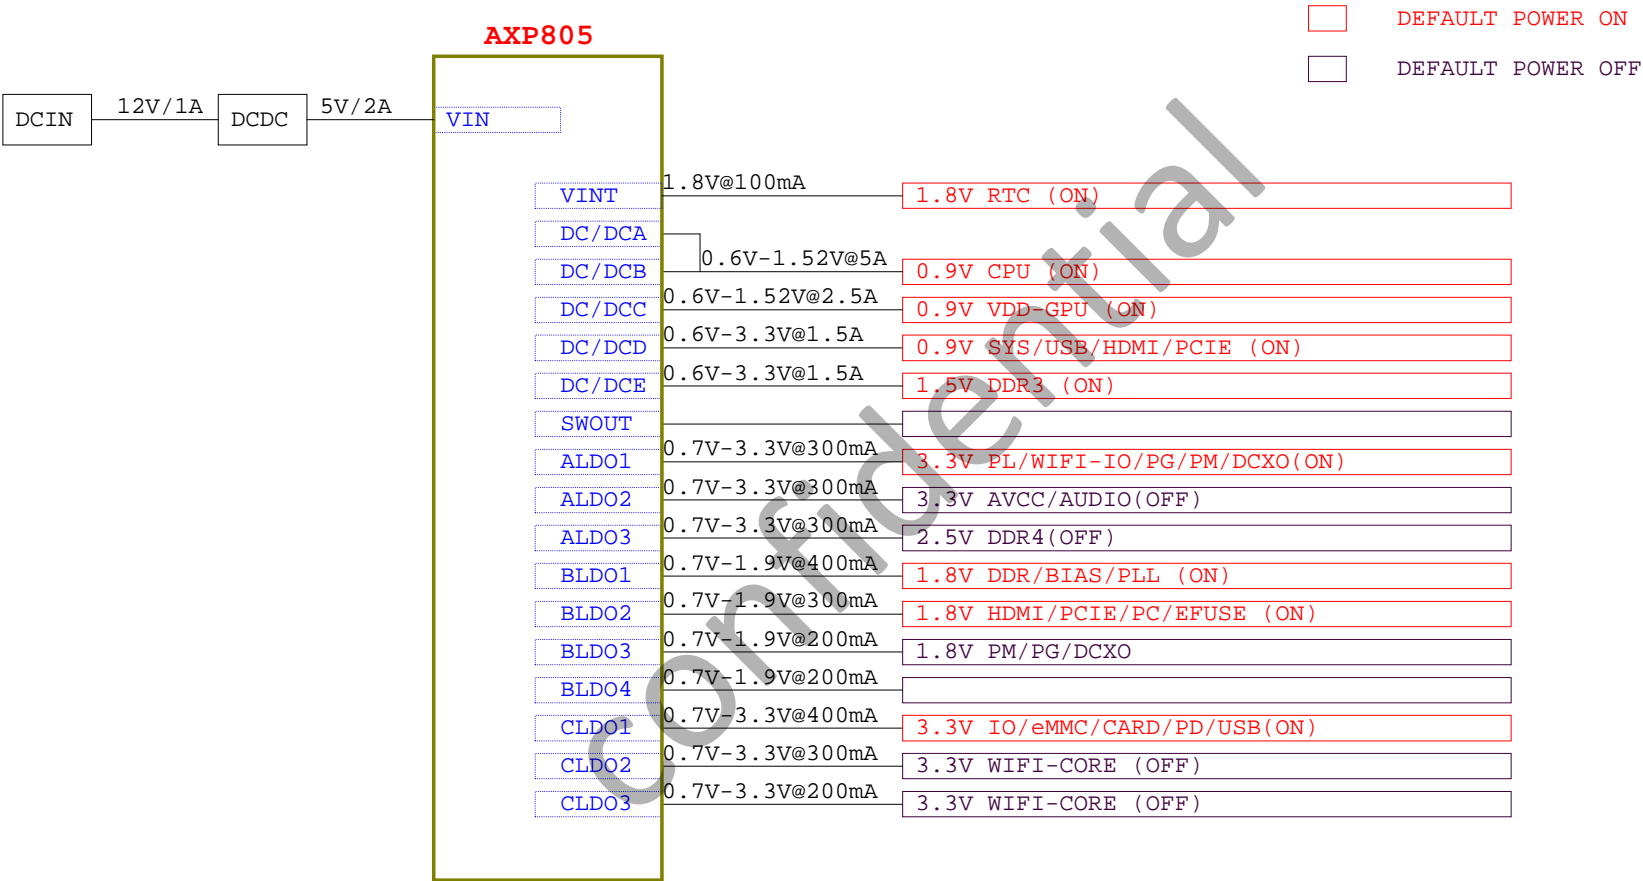 DEFAULT POWER ON
AXP805
DEFAULT POWER OFF
DCIN 12V/1A DCDC 5V/2A VIN
VINT 1.8V@100mA 1.8V RTC (ON)
DC/DCA
DC/DCB 0.6V-1.52V@5A 0.9V CPU (ON)
DC/DCC 0.6V-1.52V@2.5A 0.9V VDD-GPU (ON)
DC/DCD 0.6V-3.3V@1.5A 0.9V SYS/USB/HDMI/PCIE (ON)
DC/DCE 0.6V-3.3V@1.5A 1.5V DDR3 (ON)
SWOUT
ALDO1 0.7V-3.3V@300mA 3.3V PL/WIFI-IO/PG/PM/DCXO(ON)
ALDO2 0.7V-3.3V@300mA 3.3V AVCC/AUDIO(OFF)
ALDO3 0.7V-3.3V@300mA 2.5V DDR4(OFF)
BLDO1 0.7V-1.9V@400mA 1.8V DDR/BIAS/PLL (ON)
BLDO2 0.7V-1.9V@300mA 1.8V HDMI/PCIE/PC/EFUSE (ON)
BLDO3 0.7V-1.9V@200mA 1.8V PM/PG/DCXO
BLDO4 0.7V-1.9V@200mA
CLDO1 0.7V-3.3V@400mA 3.3V IO/eMMC/CARD/PD/USB(ON)
CLDO2 0.7V-3.3V@300mA 3.3V WIFI-CORE (OFF)
CLDO3 0.7V-3.3V@200mA 3.3V WIFI-CORE (OFF)
confidential